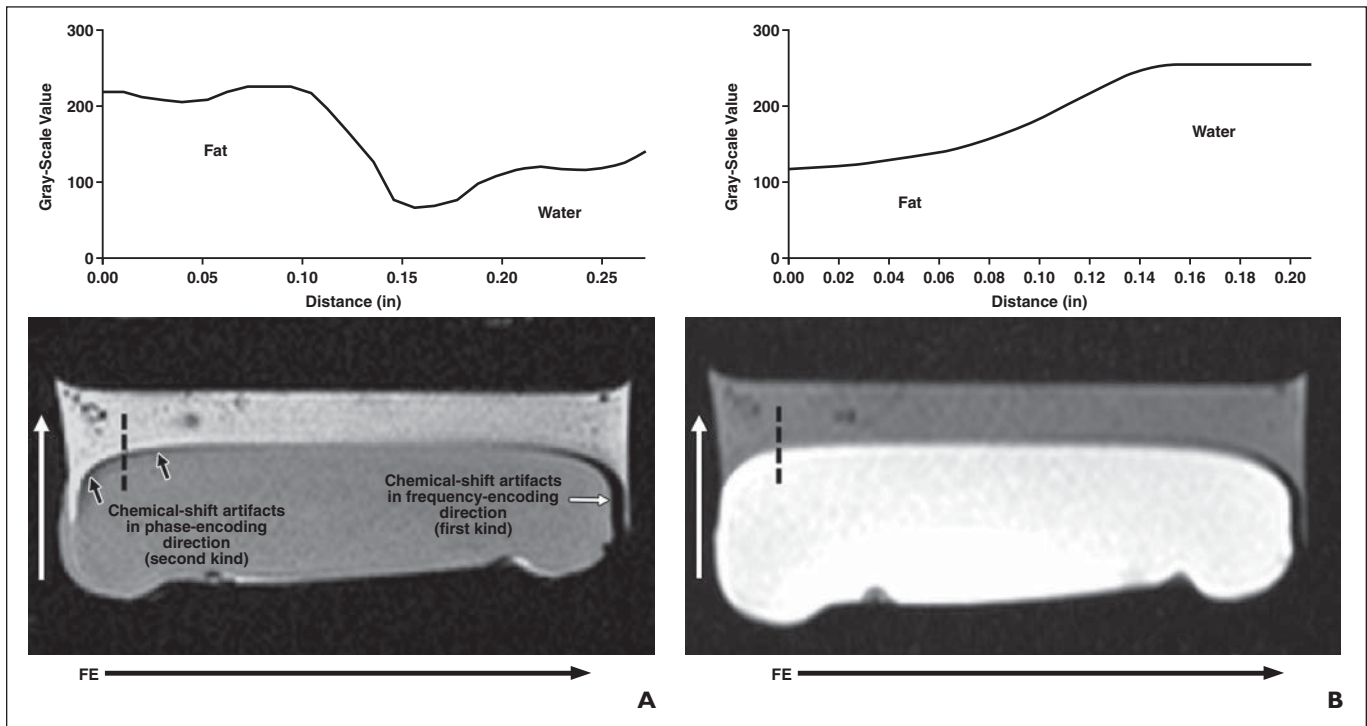 300
200
100
0
Gray-Scale Value
Fat
Water
0.00 0.05 0.10 0.15 0.20 0.25
Distance (in)
Chemical-shift artifacts
in phase-encoding
direction
(second kind)
Chemical-shift artifacts
in frequency-encoding
direction
(first kind)
FE
A
300
200
100
0
Gray-Scale Value
Fat
Water
0.00 0.02 0.04 0.06 0.08 0.10 0.12 0.14 0.16 0.18 0.20
Distance (in)
FE
B